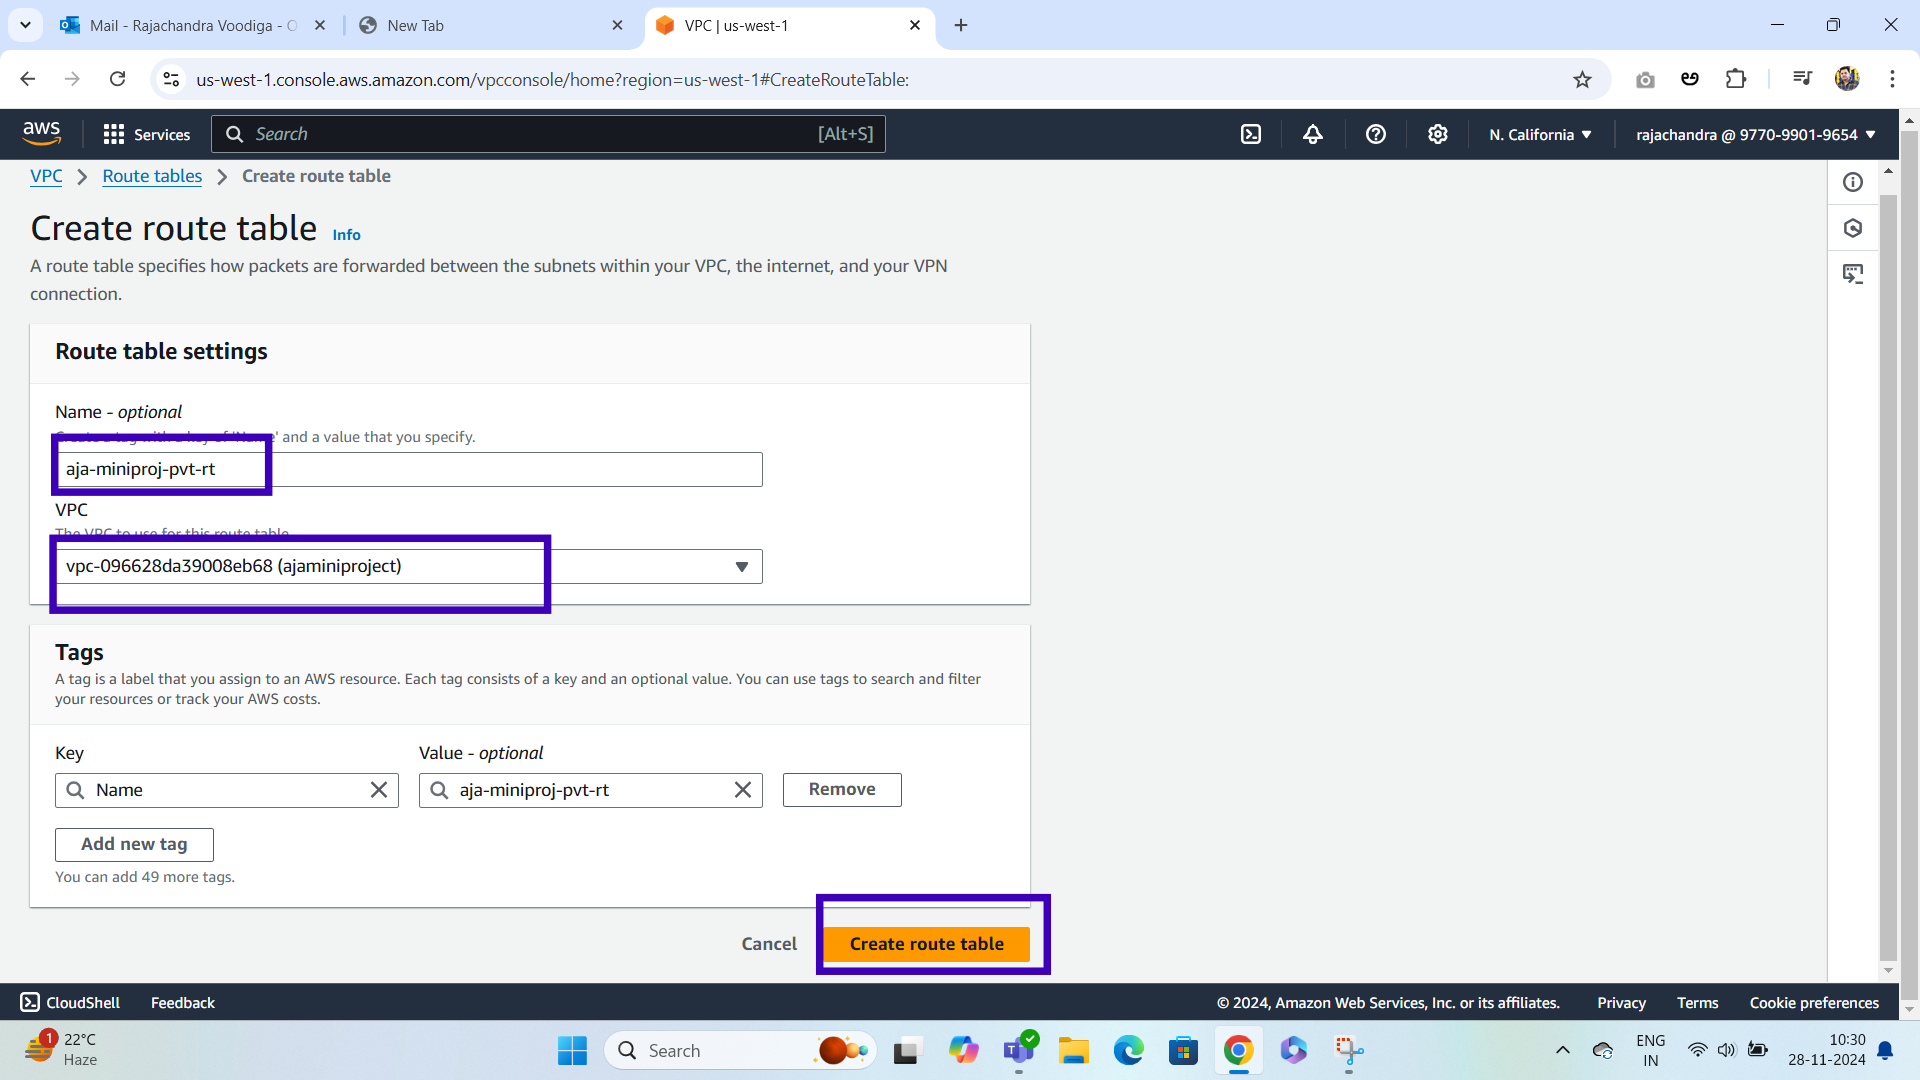 Mail - Rajachandra Voodiga - O
New Tab
VPC | us-west-1
us-west-1.console.aws.amazon.com/vpcconsole/home?region=us-west-1#CreateRouteTable:
aws
Services
Search
[Alt+S]
N. California
rajachandra @ 9770-9901-9654
VPC
Route tables
Create route table
Create route table Info
A route table specifies how packets are forwarded between the subnets within your VPC, the internet, and your VPN
connection.
Route table settings
Name - optional
Create a tag with a key of 'Name' and a value that you specify.
aja-miniproj-pvt-rt
VPC
The VPC to use for this route table.
vpc-096628da39008eb68 (ajaminiproject)
Tags
A tag is a label that you assign to an AWS resource. Each tag consists of a key and an optional value. You can use tags to search and filter
your resources or track your AWS costs.
Key
Value - optional
Name
aja-miniproj-pvt-rt
Remove
Add new tag
You can add 49 more tags.
Cancel
Create route table
CloudShell
Feedback
© 2024, Amazon Web Services, Inc. or its affiliates.
Privacy
Terms
Cookie preferences
1
22°C
Haze
Search
ENG
IN
10:30
28-11-2024